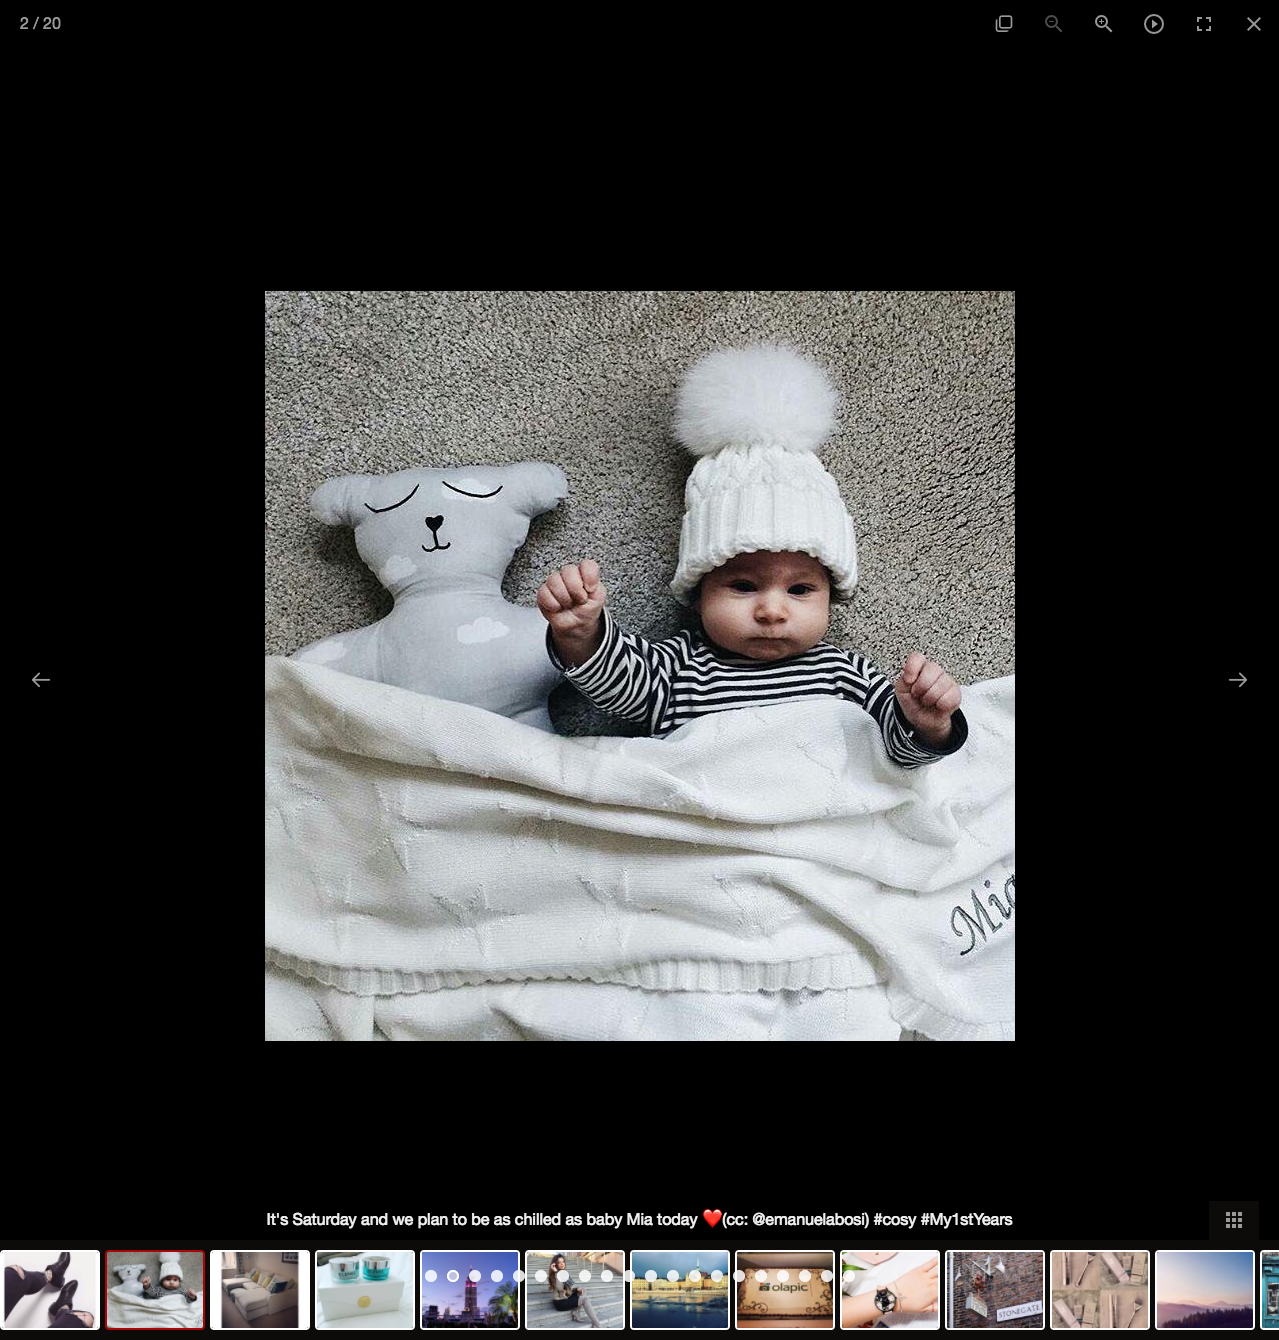 2 / 20
Mia
It's Saturday and we plan to be as chilled as baby Mia today ❤️(cc: @emanuelabosi) #cosy #My1stYears
olapic
STONEGATE